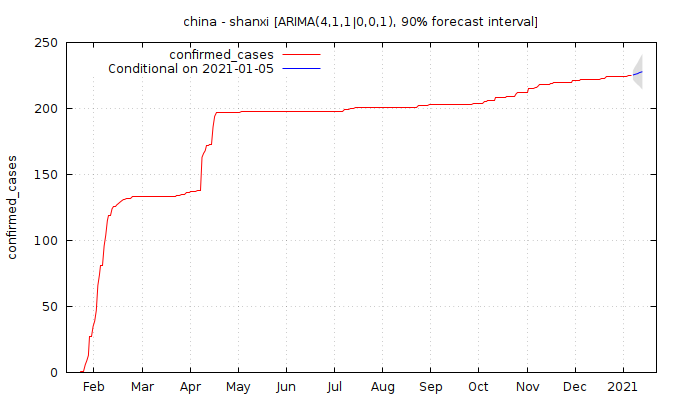 china - shanxi [ARIMA(4,1,1|0,0,1), 90% forecast interval]
250
200
150
100
50
0
confirmed_cases
confirmed_cases
Conditional on 2021-01-05
Feb Mar Apr May Jun Jul Aug Sep Oct Nov Dec 2021